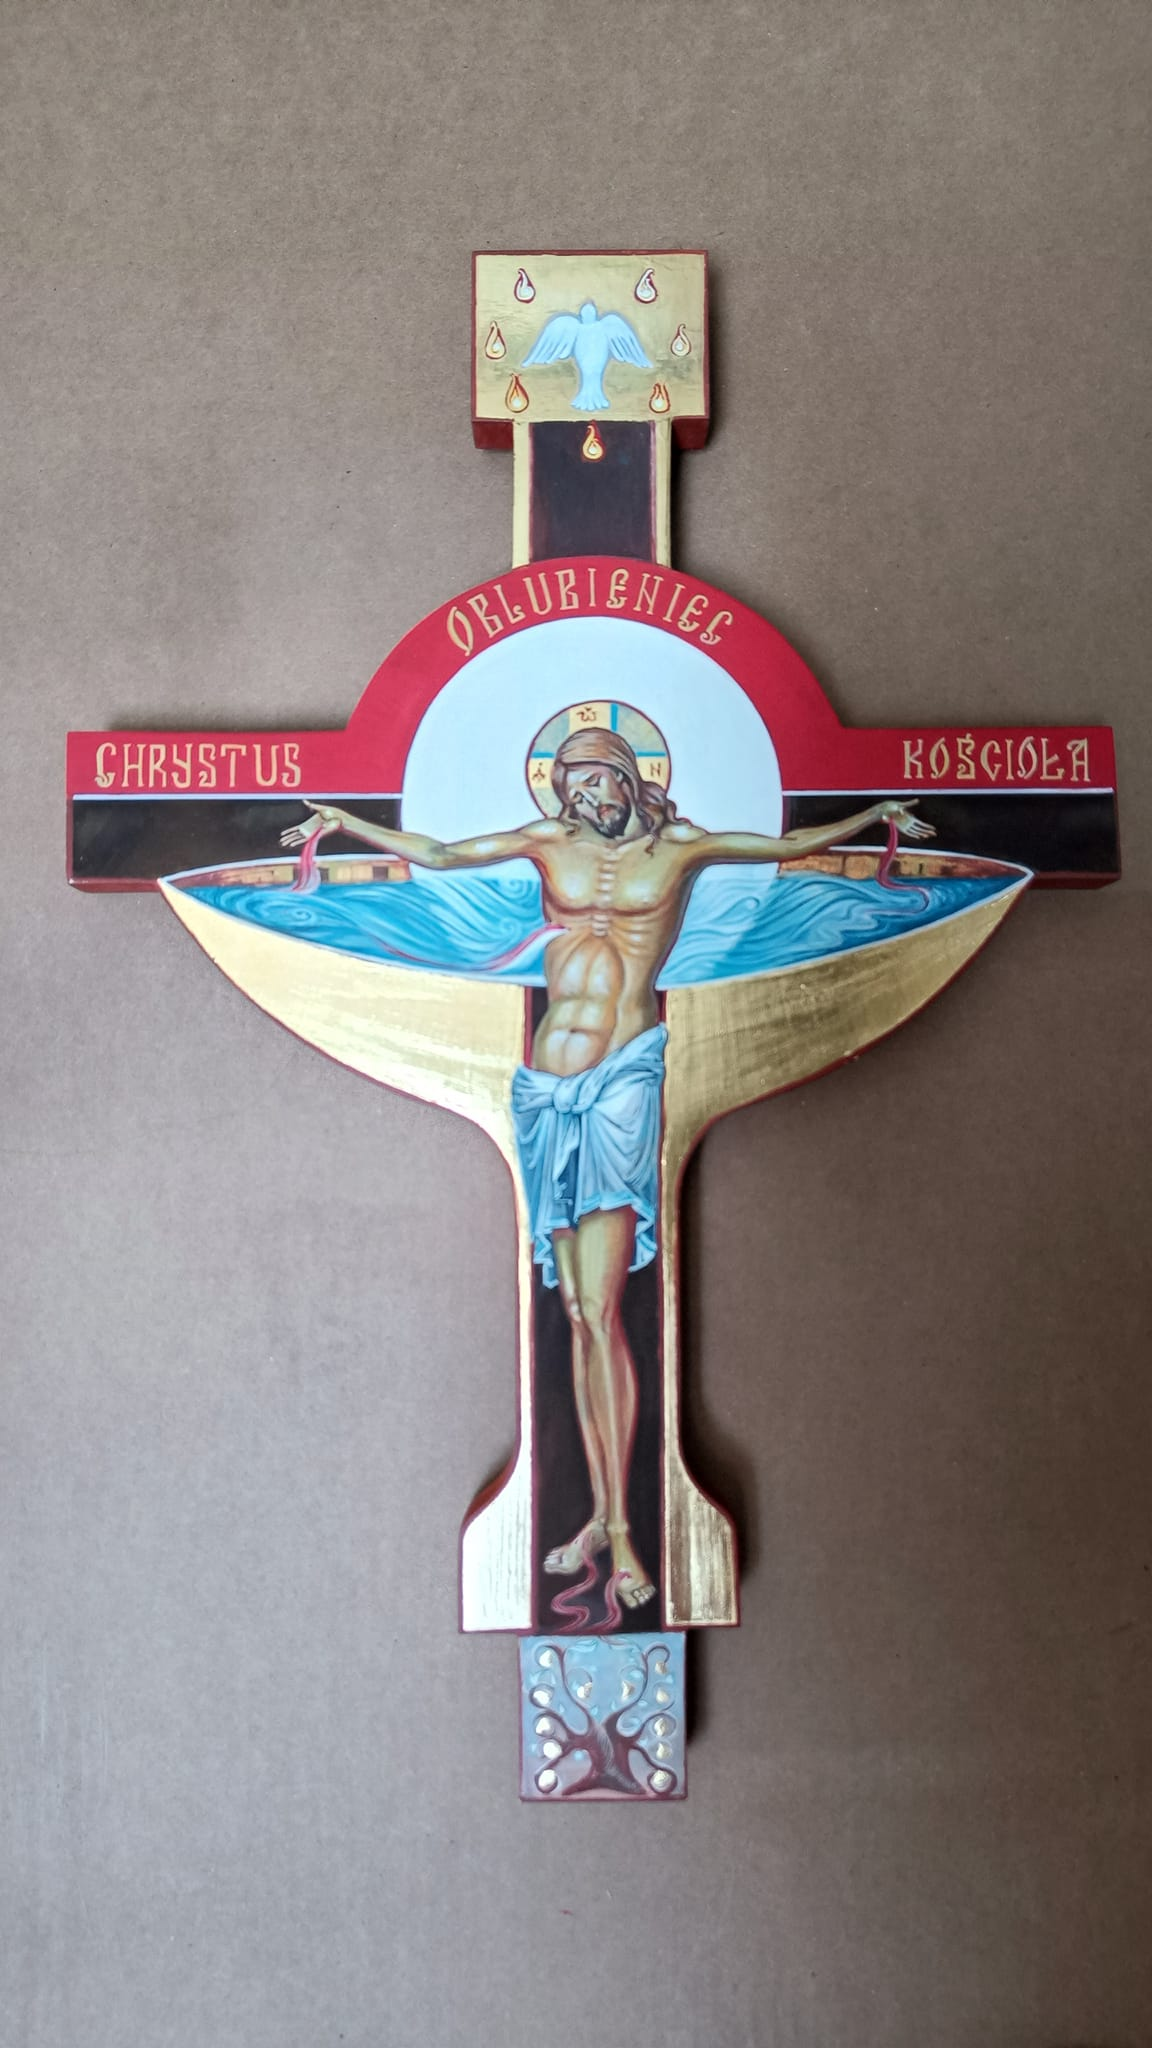 OBLUBIENIEC
CHRYSTUS
KOŚCIOŁA
ѡ
N